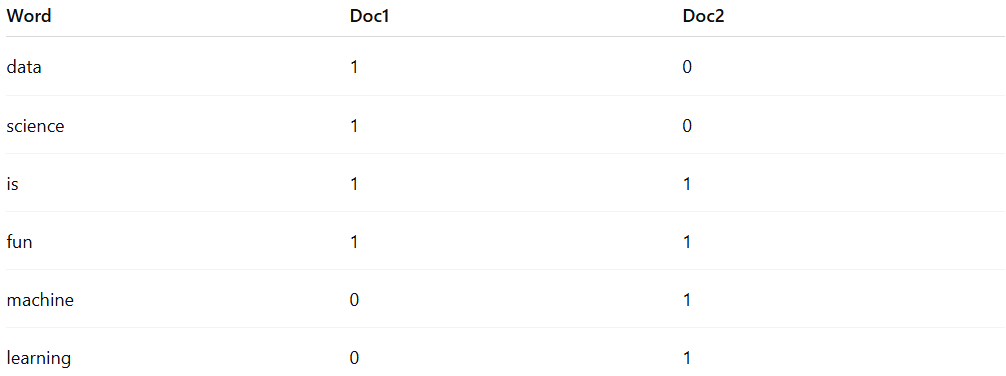 Word Doc1 Doc2
data 1 0
science 1 0
is 1 1
fun 1 1
machine 0 1
learning 0 1